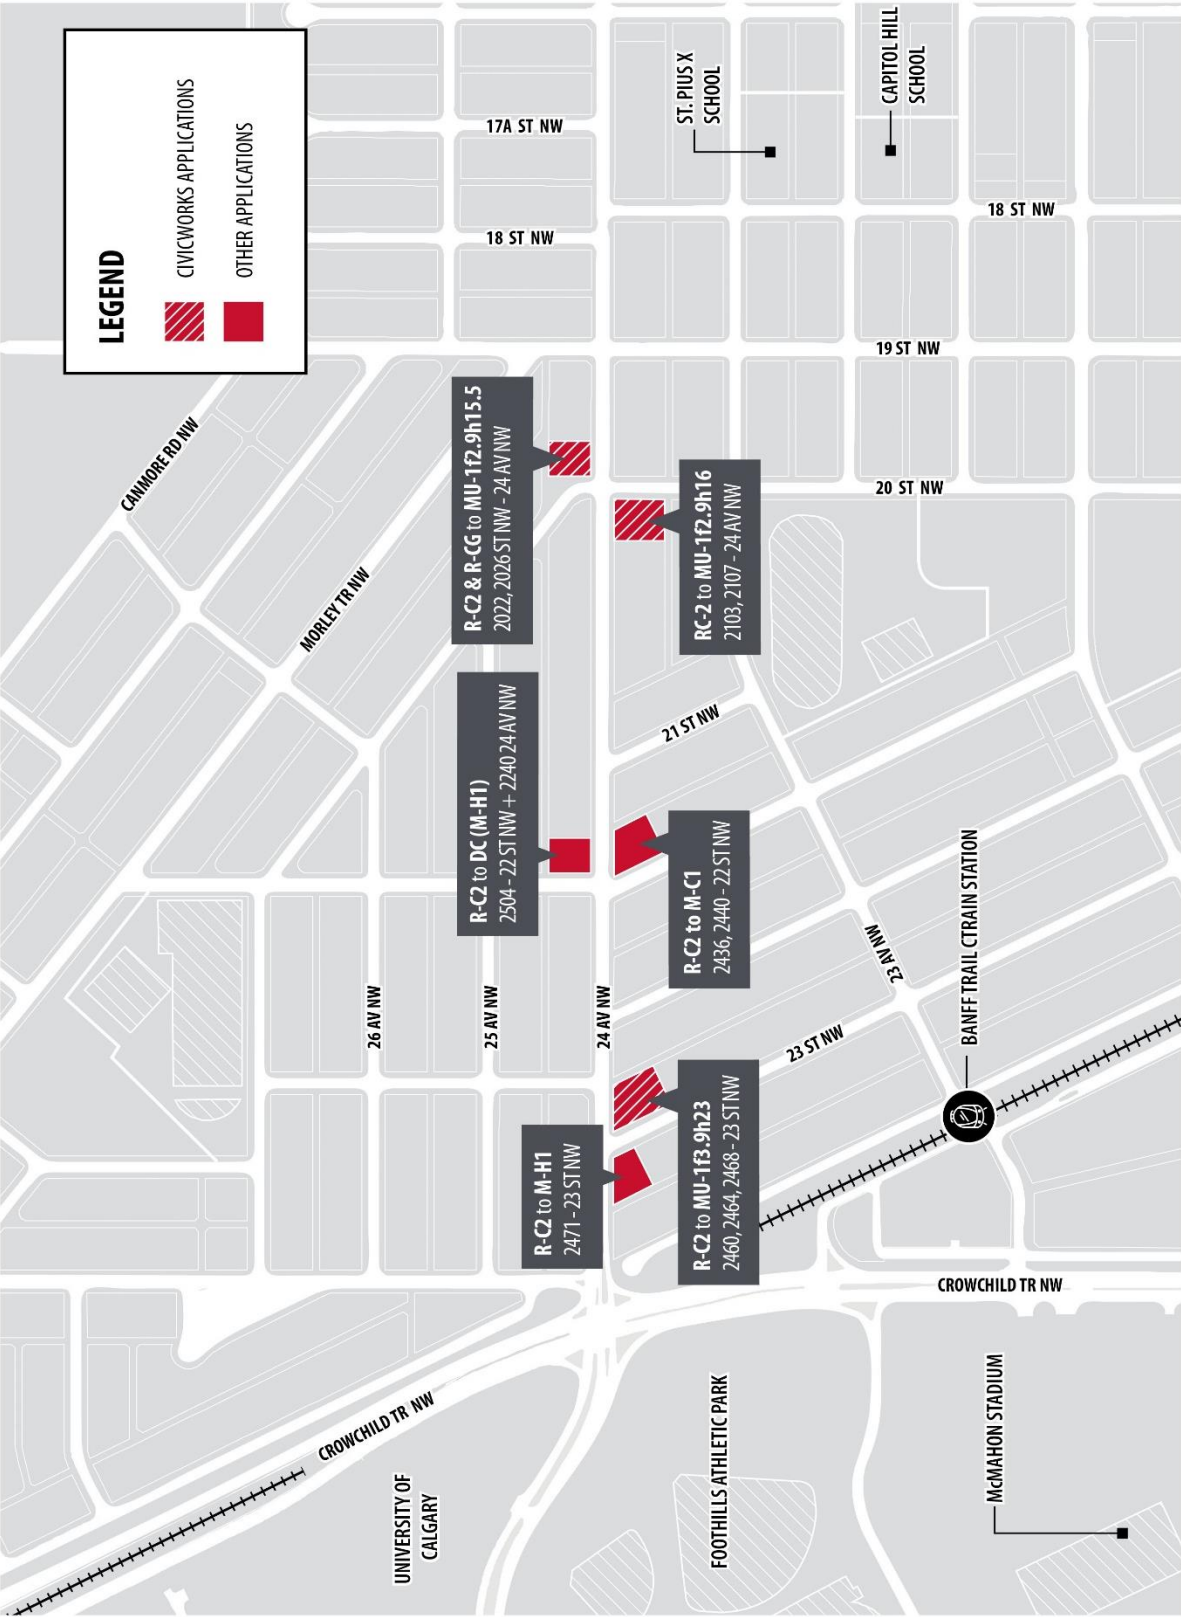 LEGEND
CIVICWORKS APPLICATIONS
OTHER APPLICATIONS
CANMORE RD NW
MORLEY TR NW
17A ST NW
18 ST NW
ST. PIUS X
SCHOOL
CAPITOL HILL
SCHOOL
18 ST NW
19 ST NW
20 ST NW
R-C2 & R-CG to MU-1f2.9h15.5
2022, 2026 ST NW - 24 AV NW
RC-2 to MU-1f2.9h16
2103, 2107 - 24 AV NW
R-C2 to DC (M-H1)
2504 - 22 ST NW + 2240 24 AV NW
21 ST NW
R-C2 to M-C1
2436, 2440 - 22 ST NW
26 AV NW
25 AV NW
24 AV NW
23 AV NW
23 ST NW
BANFF TRAIL CTRAIN STATION
R-C2 to M-H1
2471 - 23 ST NW
R-C2 to MU-1f3.9h23
2460, 2464, 2468 - 23 ST NW
CROWCHILD TR NW
CROWCHILD TR NW
UNIVERSITY OF
CALGARY
FOOTHILLS ATHLETIC PARK
McMAHON STADIUM